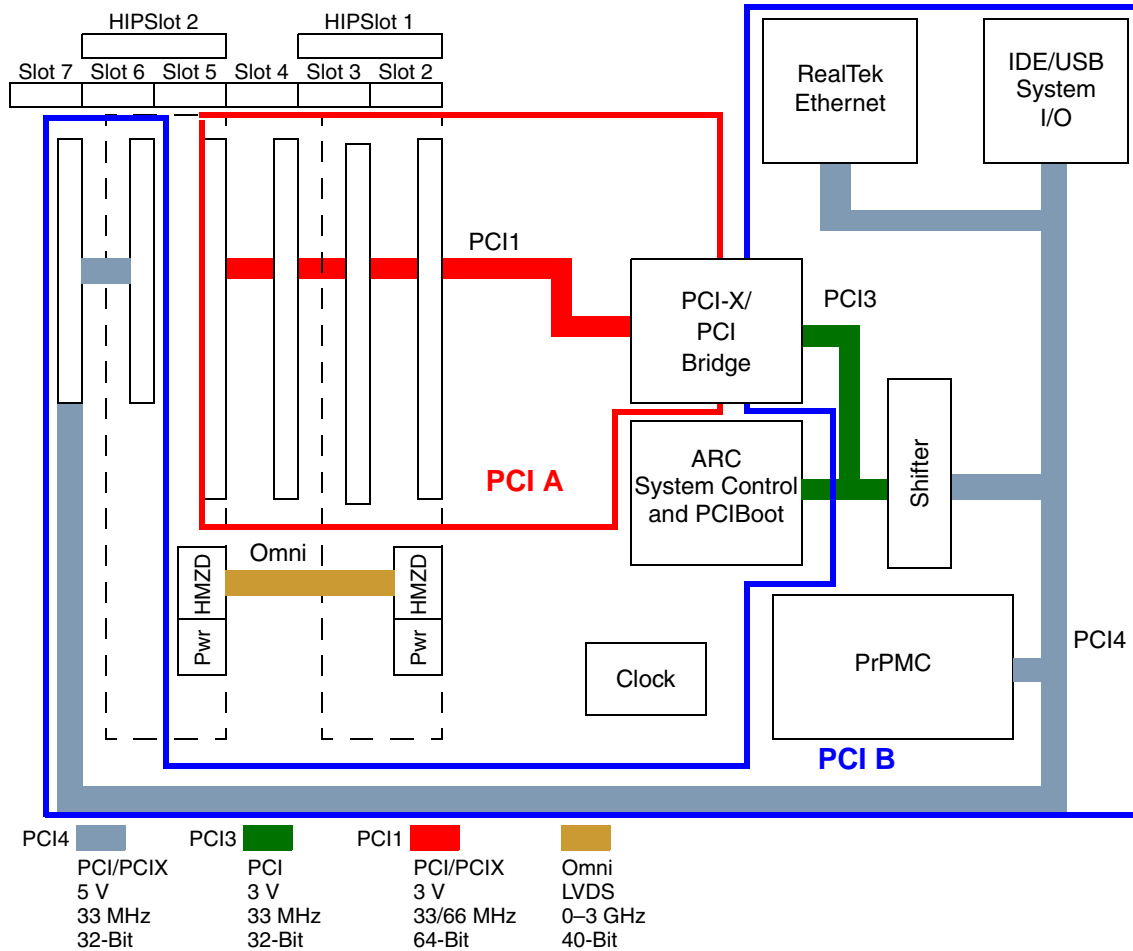 HIPSlot 2
HIPSlot 1
Slot 7
Slot 6
Slot 5
Slot 4
Slot 3
Slot 2
RealTek
Ethernet
IDE/USB
System
I/O
PCI1
PCI-X/
PCI
Bridge
PCI3
PCI A
ARC
System Control
and PCIBoot
Shifter
Omni
HMZD
HMZD
Pwr
Pwr
Clock
PrPMC
PCI4
PCI B
PCI4
PCI/PCIX
5 V
33 MHz
32-Bit
PCI3
PCI
3 V
33 MHz
32-Bit
PCI1
PCI/PCIX
3 V
33/66 MHz
64-Bit
Omni
LVDS
0–3 GHz
40-Bit